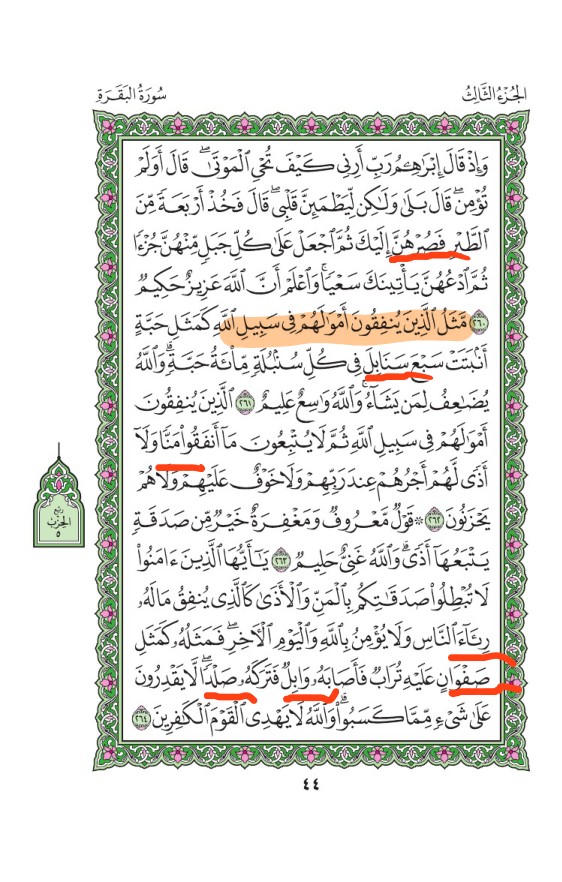 سُورَةُ البَقَرَةِ
الجُزْءُ الثَّالِثُ
وَإِذْ قَالَ إِبْرَٰهِـۧمُ رَبِّ أَرِنِى كَيْفَ تُحْىِ ٱلْمَوْتَىٰ ۖ قَالَ أَوَلَمْ
تُؤْمِن ۖ قَالَ بَلَىٰ وَلَـٰكِن لِّيَطْمَئِنَّ قَلْبِى ۖ قَالَ فَخُذْ أَرْبَعَةً مِّنَ
ٱلطَّيْرِ فَصُرْهُنَّ إِلَيْكَ ثُمَّ ٱجْعَلْ عَلَىٰ كُلِّ جَبَلٍ مِّنْهُنَّ جُزْءًا
ثُمَّ ٱدْعُهُنَّ يَأْتِينَكَ سَعْيًا ۚ وَٱعْلَمْ أَنَّ ٱللَّهَ عَزِيزٌ حَكِيمٌ
٢٦٠ مَّثَلُ ٱلَّذِينَ يُنفِقُونَ أَمْوَٰلَهُمْ فِى سَبِيلِ ٱللَّهِ كَمَثَلِ حَبَّةٍ
أَنۢبَتَتْ سَبْعَ سَنَابِلَ فِى كُلِّ سُنۢبُلَةٍ مِّا۟ئَةُ حَبَّةٍ ۗ وَٱللَّهُ
يُضَـٰعِفُ لِمَن يَشَآءُ ۗ وَٱللَّهُ وَٰسِعٌ عَلِيمٌ ٢٦١ ٱلَّذِينَ يُنفِقُونَ
أَمْوَٰلَهُمْ فِى سَبِيلِ ٱللَّهِ ثُمَّ لَا يُتْبِعُونَ مَآ أَنفَقُوا۟ مَنًّا وَلَآ
أَذًى ۙ لَّهُمْ أَجْرُهُمْ عِندَ رَبِّهِمْ وَلَا خَوْفٌ عَلَيْهِمْ وَلَا هُمْ
يَحْزَنُونَ ٢٦٢ ۞ قَوْلٌ مَّعْرُوفٌ وَمَغْفِرَةٌ خَيْرٌ مِّن صَدَقَةٍ
يَتْبَعُهَآ أَذًى ۗ وَٱللَّهُ غَنِىٌّ حَلِيمٌ ٢٦٣ يَـٰٓأَيُّهَا ٱلَّذِينَ ءَامَنُوا۟
لَا تُبْطِلُوا۟ صَدَقَـٰتِكُم بِٱلْمَنِّ وَٱلْأَذَىٰ كَٱلَّذِى يُنفِقُ مَالَهُۥ
رِئَآءَ ٱلنَّاسِ وَلَا يُؤْمِنُ بِٱللَّهِ وَٱلْيَوْمِ ٱلْـَٔاخِرِ ۖ فَمَثَلُهُۥ كَمَثَلِ
صَفْوَانٍ عَلَيْهِ تُرَابٌ فَأَصَابَهُۥ وَابِلٌ فَتَرَكَهُۥ صَلْدًا ۖ لَّا يَقْدِرُونَ
عَلَىٰ شَىْءٍ مِّمَّا كَسَبُوا۟ ۗ وَٱللَّهُ لَا يَهْدِى ٱلْقَوْمَ ٱلْكَـٰفِرِينَ ٢٦٤
ربع
الحزب
٥
٤٤